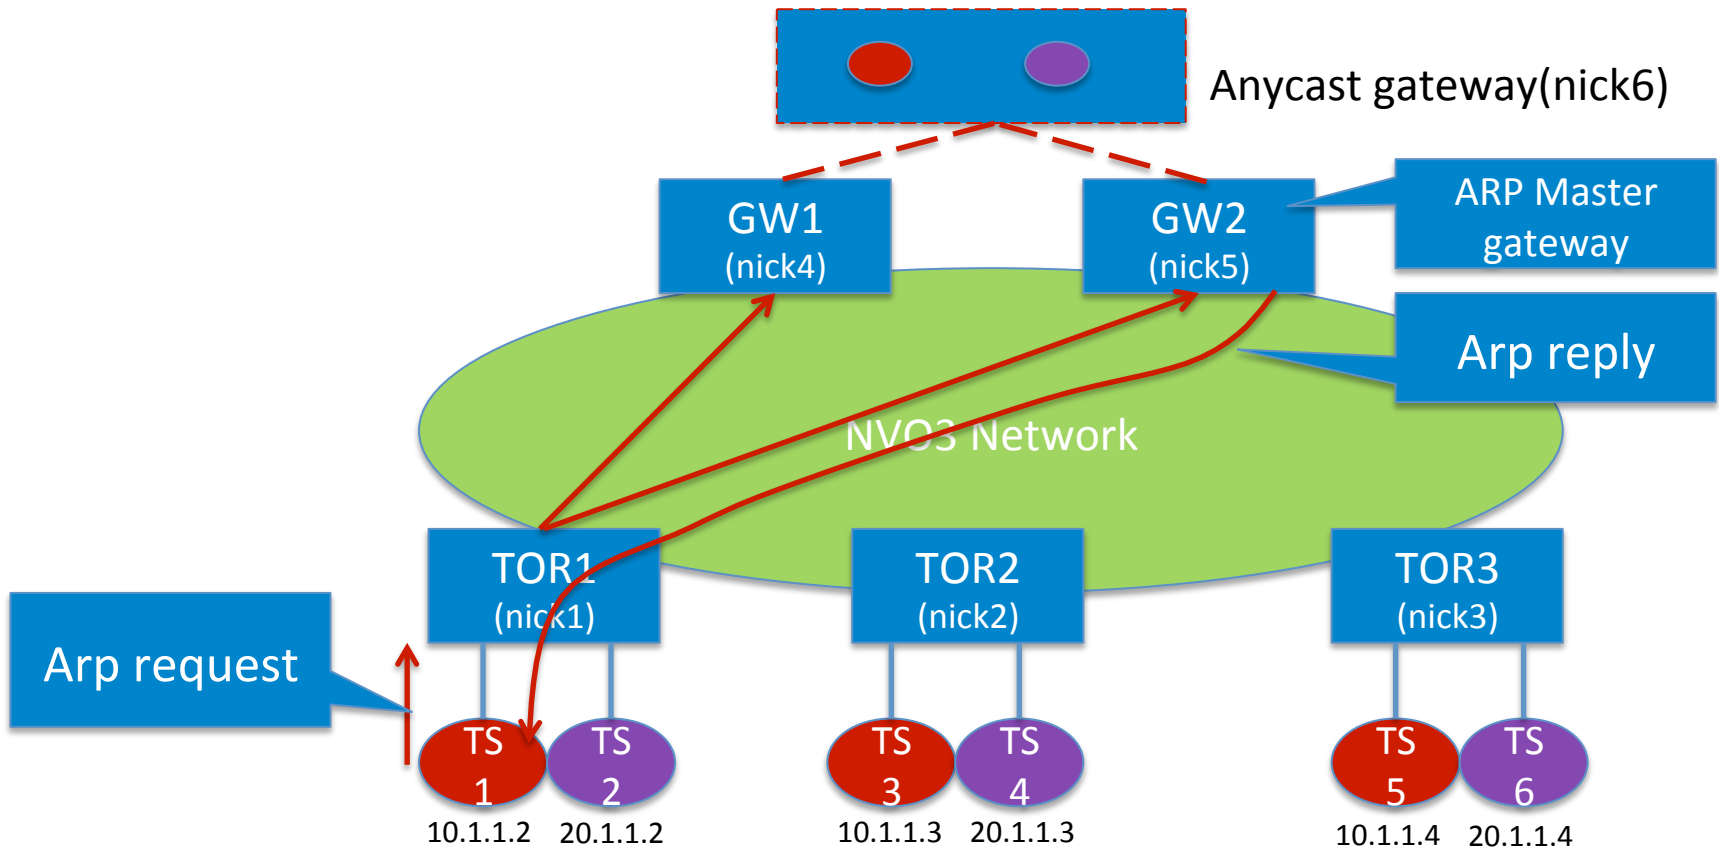 Anycast gateway(nick6)
GW1
(nick4)
GW2
(nick5)
ARP Master
gateway
Arp reply
NVO3 Network
TOR1
(nick1)
TOR2
(nick2)
TOR3
(nick3)
Arp request
TS
1
TS
2
TS
3
TS
4
TS
5
TS
6
10.1.1.2
20.1.1.2
10.1.1.3
20.1.1.3
10.1.1.4
20.1.1.4